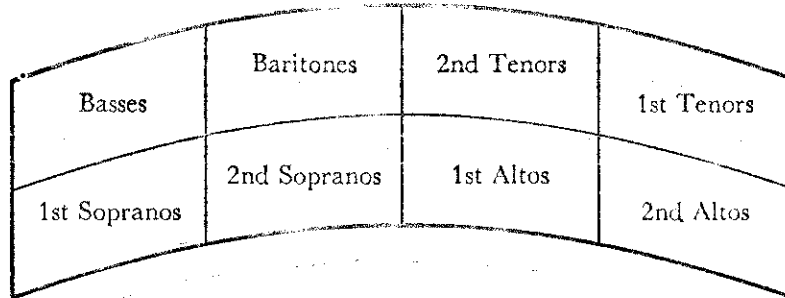 Basses
Baritones
2nd Tenors
1st Tenors
1st Sopranos
2nd Sopranos
1st Altos
2nd Altos